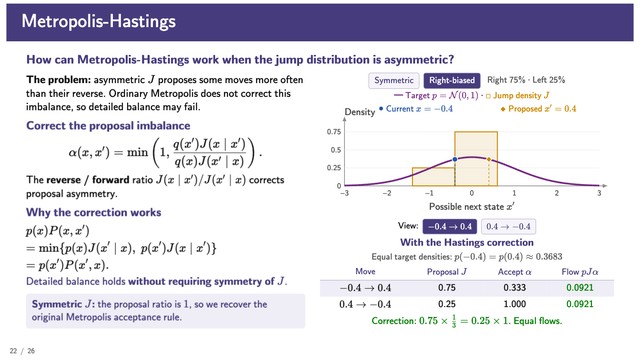 Metropolis-Hastings
How can Metropolis-Hastings work when the jump distribution is asymmetric?
The problem: asymmetric J proposes some moves more often
than their reverse. Ordinary Metropolis does not correct this
imbalance, so detailed balance may fail.
Correct the proposal imbalance
α(x, x′) = min (1, q(x′)J(x | x′) / q(x)J(x′ | x)) .
The reverse / forward ratio J(x | x′)/J(x′ | x) corrects
proposal asymmetry.
Why the correction works
p(x)P(x, x′)
= min{p(x)J(x′ | x), p(x′)J(x | x′)}
= p(x′)P(x′, x).
Detailed balance holds without requiring symmetry of J.
Symmetric J: the proposal ratio is 1, so we recover the
original Metropolis acceptance rule.
Symmetric Right-biased Right 75% · Left 25%
Target p = N(0, 1) · Jump density J
Density Current x = −0.4 Proposed x′ = 0.4
0.75
0.5
0.25
0
−3 −2 −1 0 1 2 3
Possible next state x′
View: −0.4 → 0.4 0.4 → −0.4
With the Hastings correction
Equal target densities: p(−0.4) = p(0.4) ≈ 0.3683
Move Proposal J Accept α Flow pJα
−0.4 → 0.4 0.75 0.333 0.0921
0.4 → −0.4 0.25 1.000 0.0921
Correction: 0.75 × 1/3 = 0.25 × 1. Equal flows.
22 / 26